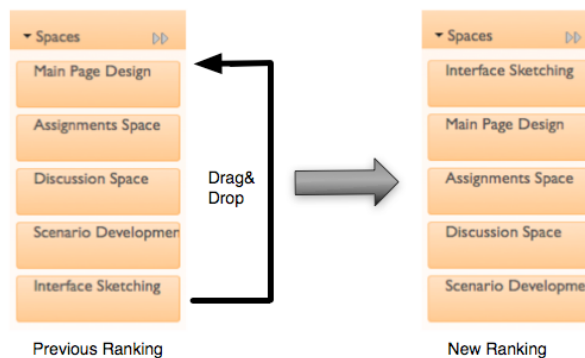 Spaces
Main Page Design
Assignments Space
Discussion Space
Scenario Developmen
Interface Sketching
Previous Ranking
Drag&
Drop
Spaces
Interface Sketching
Main Page Design
Assignments Space
Discussion Space
Scenario Developme
New Ranking